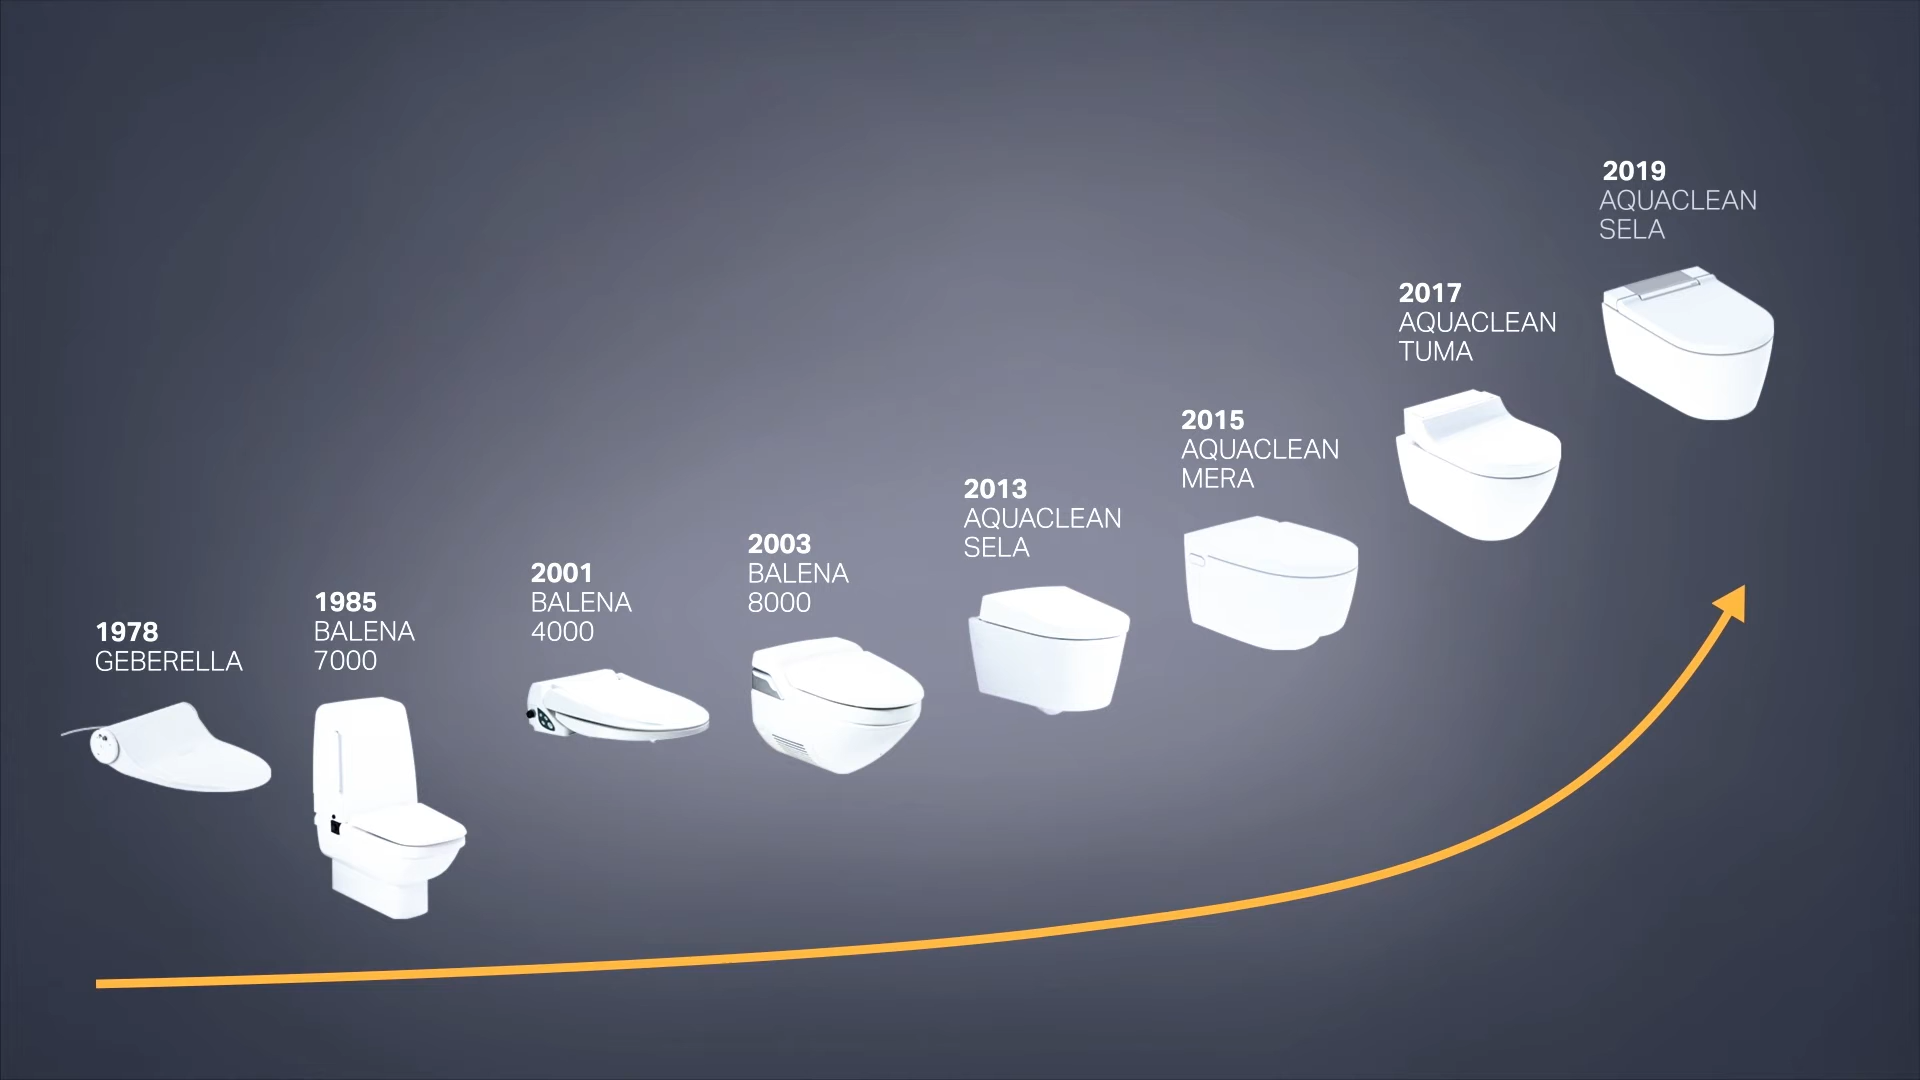 1978
GEBERELLA
1985
BALENA
7000
2001
BALENA
4000
2003
BALENA
8000
2013
AQUACLEAN
SELA
2015
AQUACLEAN
MERA
2017
AQUACLEAN
TUMA
2019
AQUACLEAN
SELA